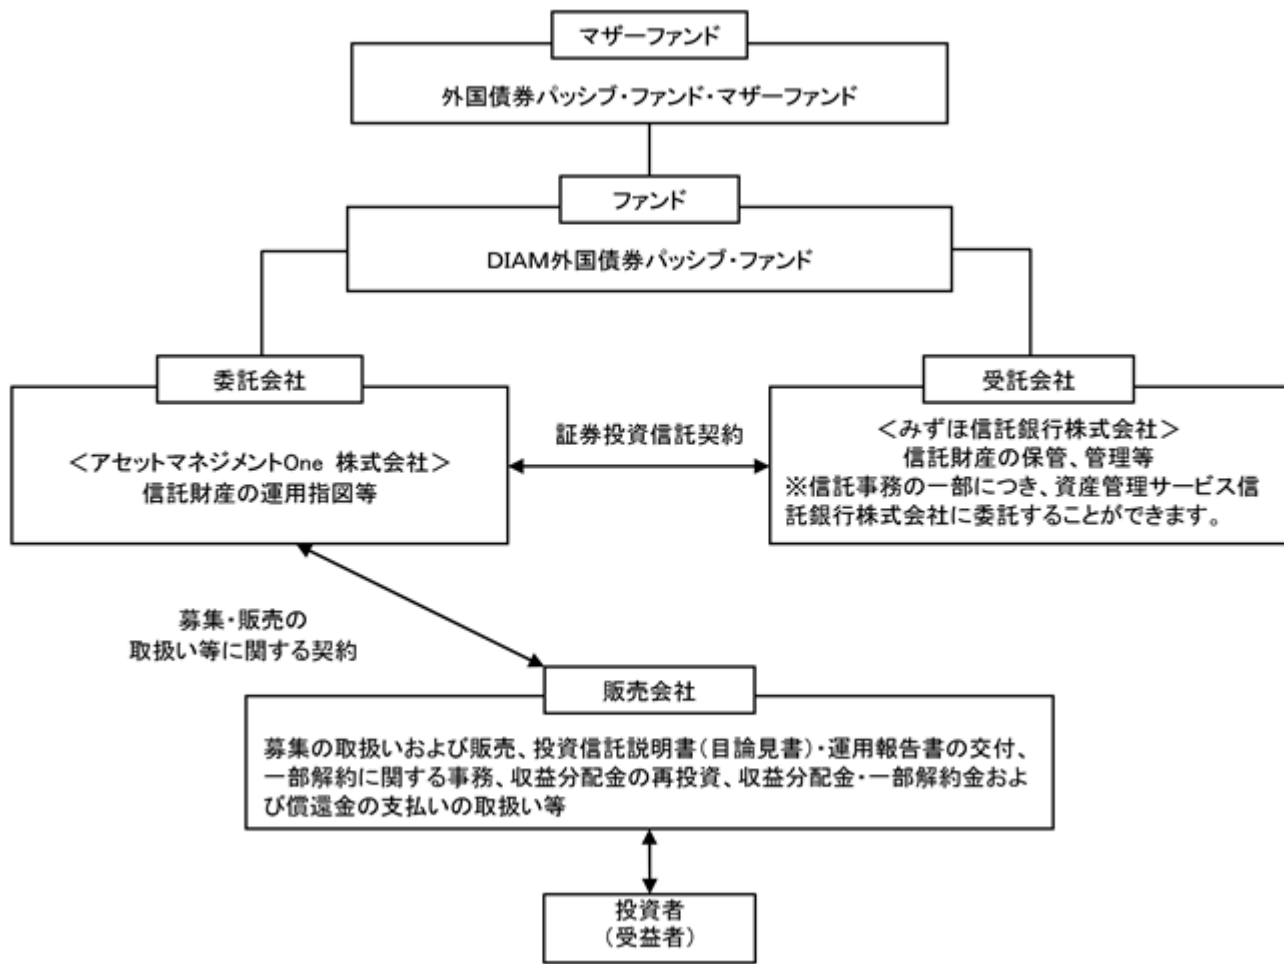 マザーファンド
外国債券パッシブ・ファンド・マザーファンド
ファンド
DIAM外国債券パッシブ・ファンド
委託会社
＜アセットマネジメントOne 株式会社＞
信託財産の運用指図等
証券投資信託契約
受託会社
＜みずほ信託銀行株式会社＞
信託財産の保管、管理等
※信託事務の一部につき、資産管理サービス信
託銀行株式会社に委託することができます。
募集・販売の
取扱い等に関する契約
販売会社
募集の取扱いおよび販売、投資信託説明書（目論見書）・運用報告書の交付、
一部解約に関する事務、収益分配金の再投資、収益分配金・一部解約金およ
び償還金の支払いの取扱い等
投資者
（受益者）